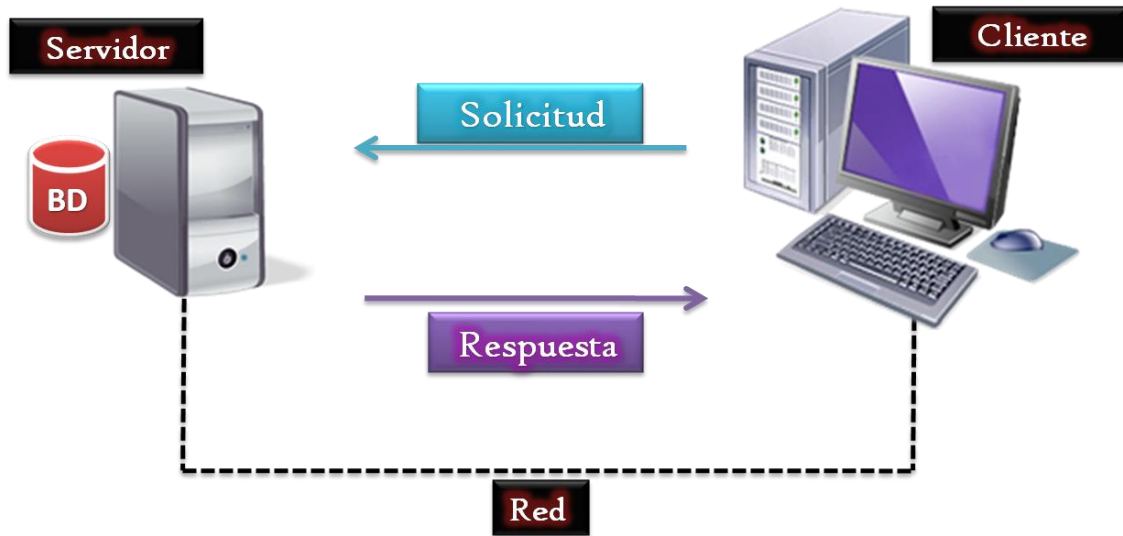 Servidor
Cliente
Solicitud
BD
Respuesta
Red